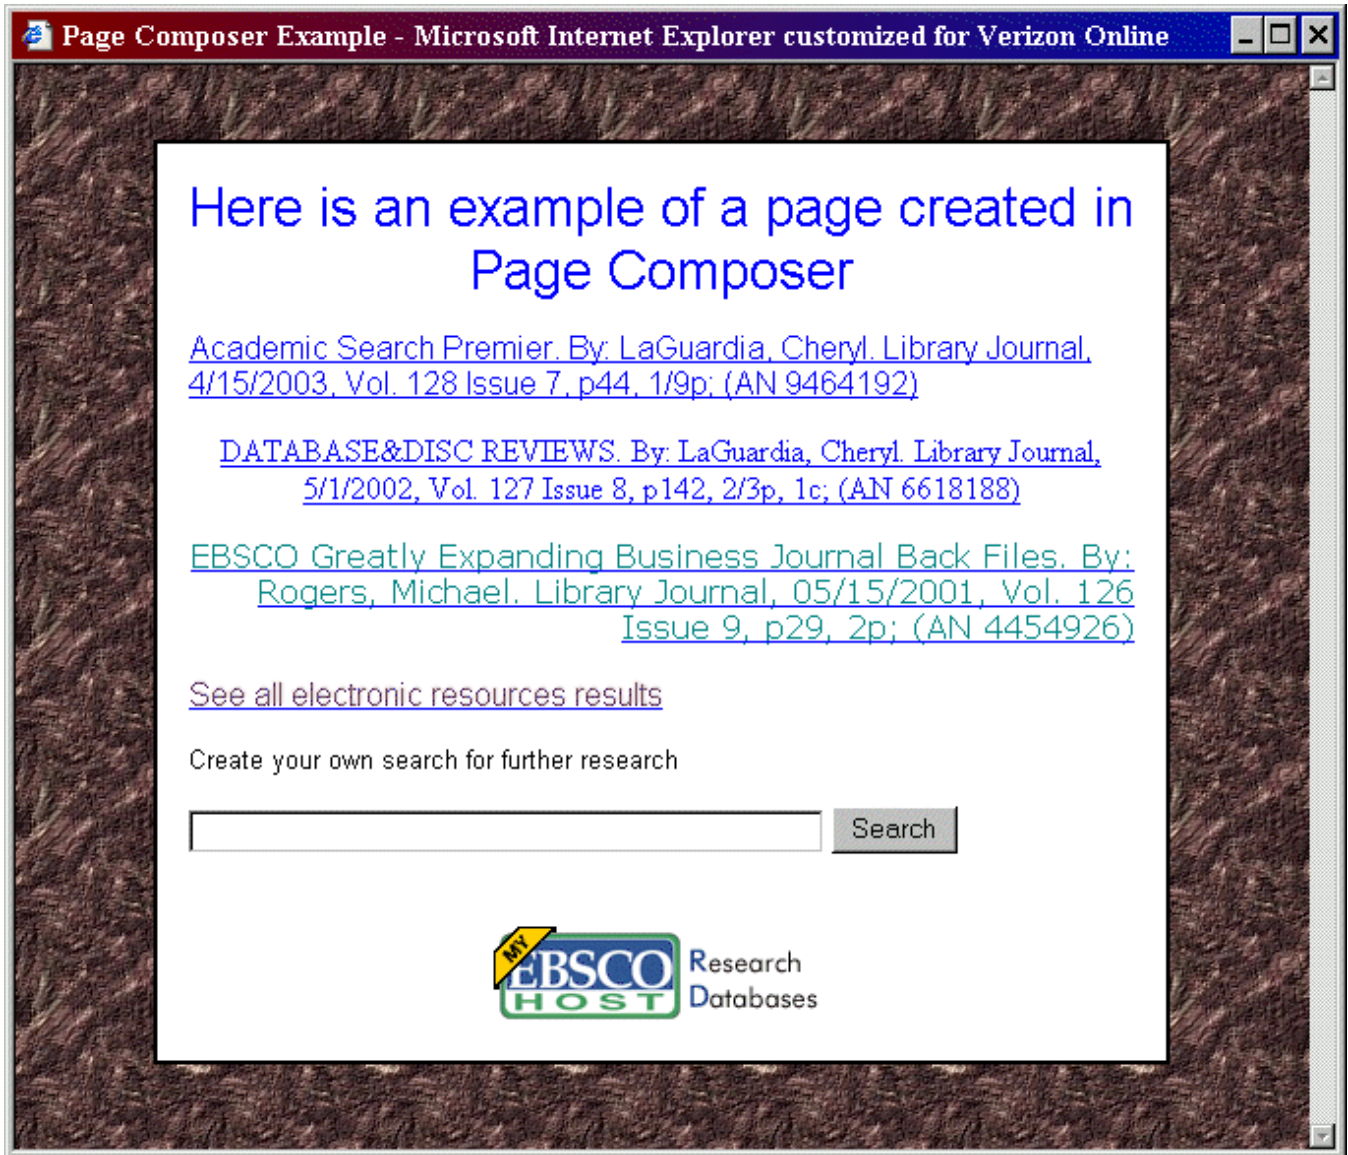 Page Composer Example - Microsoft Internet Explorer customized for Verizon Online
Here is an example of a page created in
Page Composer
Academic Search Premier. By: LaGuardia, Cheryl. Library Journal,
4/15/2003, Vol. 128 Issue 7, p44, 1/9p; (AN 9464192)
DATABASE&DISC REVIEWS. By: LaGuardia, Cheryl. Library Journal,
5/1/2002, Vol. 127 Issue 8, p142, 2/3p, 1c; (AN 6618188)
EBSCO Greatly Expanding Business Journal Back Files. By:
Rogers, Michael. Library Journal, 05/15/2001, Vol. 126
Issue 9, p29, 2p; (AN 4454926)
See all electronic resources results
Create your own search for further research
Search
MY
EBSCO
HOST
Research
Databases